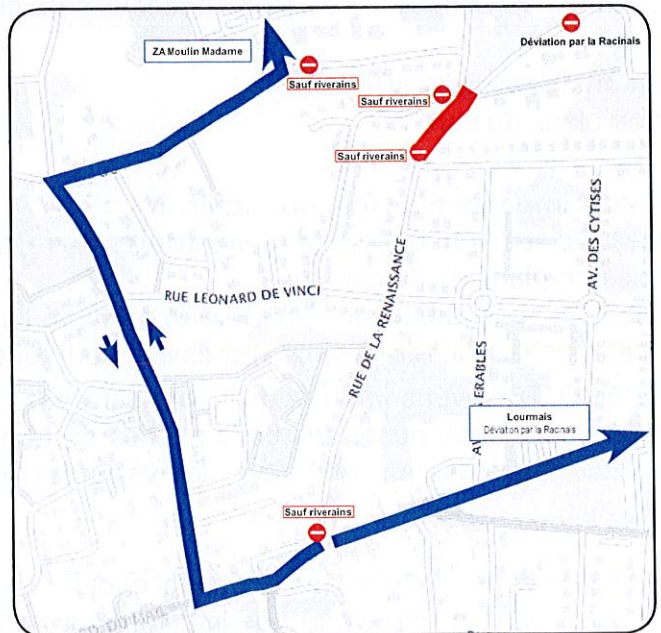 ZA Moulin Madame
Sauf riverains
Déviation par la Racinais
Sauf riverains
Sauf riverains
AV. DES CYTISES
RUE LEONARD DE VINCI
RUE DE LA RENAISSANCE
ERABLES
Lourmais
Déviation par la Racinais
Sauf riverains